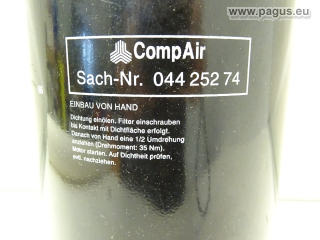 www.pagus.eu
CompAir
Sach-Nr. 044 252 74
EINBAU VON HAND
Dichtung einölen. Filter einschrauben
bis Kontakt mit Dichtfläche erfolgt.
Danach von Hand eine 1/2 Umdrehung
anziehen (Drehmoment: 35 Nm).
Motor starten. Auf Dichtheit prüfen,
evtl. nachziehen.